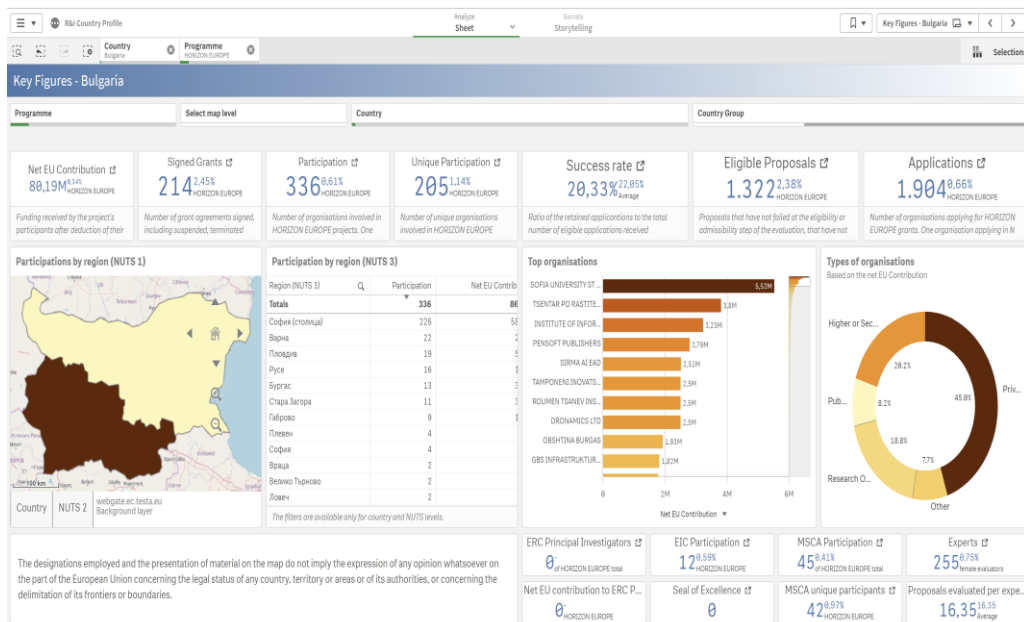 R&I Country Profile
Analyze
Sheet
Narrate
Storytelling
Key Figures - Bulgaria
Country
Bulgaria
Programme
HORIZON EUROPE
Selection
Key Figures - Bulgaria
Programme
Select map level
Country
Country Group
Net EU Contribution
80,19M 0,34% HORIZON EUROPE
Funding received by the project's
participants after deduction of their
Signed Grants
214 2,45% HORIZON EUROPE
Number of grant agreements signed,
including suspended, terminated
Participation
336 0,61% HORIZON EUROPE
Number of organisations involved in
HORIZON EUROPE projects. One
Unique Participation
205 1,14% HORIZON EUROPE
Number of unique organisations
involved in HORIZON EUROPE
Success rate
20,33% 22,05% Average
Ratio of the retained applicantions to the total
number of eligible applications received
Eligible Proposals
1.322 2,38% HORIZON EUROPE
Proposals that have not failed at the eligibility or
admissibility step of the evaluation, that have not
Applications
1.904 0,66% HORIZON EUROPE
Number of organisations applying for HORIZON
EUROPE grants. One organisation applying in N
Participations by region (NUTS 1)
100 km
Country
NUTS 2
webgate.ec.testa.eu
Background layer
Participation by region (NUTS 3)
Region (NUTS 3) Participation Net EU Contrib
Totals 336 80
София (столица) 226
Варна 22
Пловдив 19
Русе 16
Бургас 13
Стара Загора 11
Габрово 9
Плевен 4
София 4
Враца 2
Велико Търново 2
Ловеч 2
The filters are available only for country and NUTS levels.
Top organisations
SOFIA UNIVERSITY ST ... 5,52M
TSENTAR PO RASTITE... 3,8M
INSTITUTE OF INFOR... 3,23M
PENSOFT PUBLISHERS 2,79M
SIRMA AI EAD 2,51M
TAMPONENI INOVATS... 2,5M
ROUMEN TSANEV INS... 2,5M
DRONAMICS LTD 2,5M
OBSHTINA BURGAS 1,93M
GBS INFRASTRUKTUR... 1,82M
0 2M 4M 6M
Net EU Contribution
Types of organisations
Based on the net EU Contribution
Higher or Sec...
20.2%
Priv...
45.0%
Pub...
8.2%
18.8%
Research O...
7.7%
Other
The designations employed and the presentation of material on the map do not imply the expression of any opinion whatsoever on
the part of the European Union concerning the legal status of any country, territory or areas or of its authorities, or concerning the
delimitation of its frontiers or boundaries.
ERC Principal Investigators
0 - of HORIZON EUROPE total
EIC Participation
12 0,59% HORIZON EUROPE
MSCA Participation
45 0,41% of HORIZON EUROPE total
Experts
255 0,75% female evaluators
Net EU contribution to ERC P...
0 - HORIZON EUROPE
Seal of Excellence
0
MSCA unique participants
42 0,97% HORIZON EUROPE
Proposals evaluated per expe...
16,35 16,35 Average